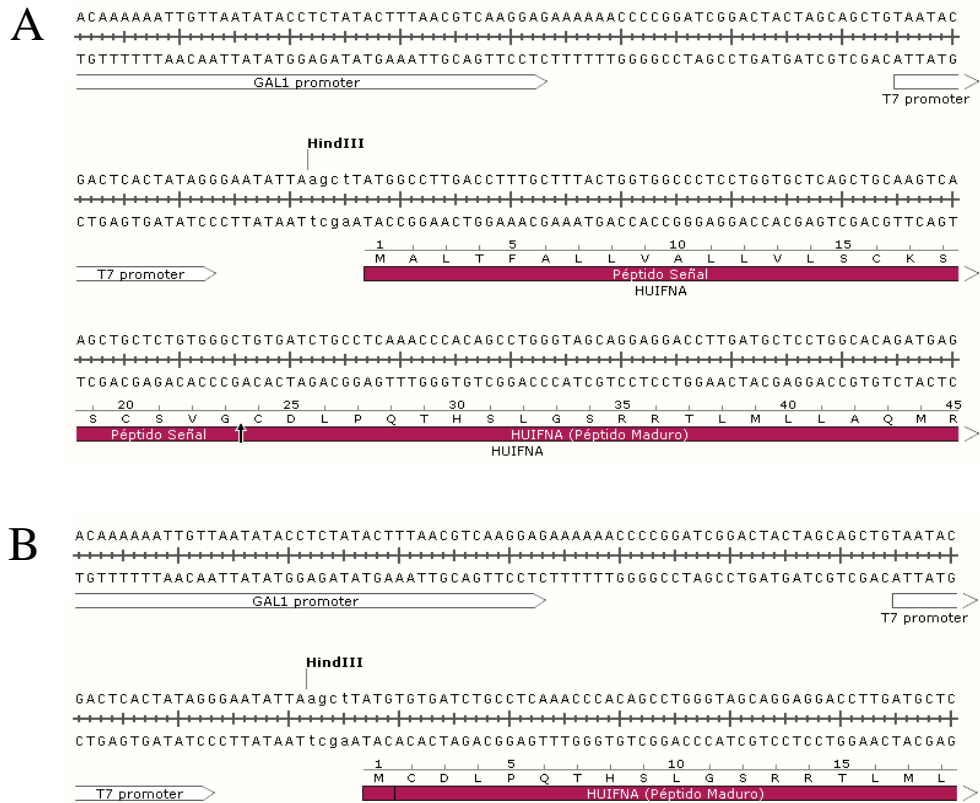 A
ACAAAAAATTGTTAATATACCTCTATACTTTAACGTCAAGGAGAAAAAACCCCGGATCGGACTACTAGCAGCTGTAATAC
TGTTTTTTAACAATTATATGGAGATATGAAATTGCAGTTCCTCTTTTTTGGGGCCTAGCCTGATGATCGTCGACATTATG
GAL1 promoter
T7 promoter
HindIII
GACTCACTATAGGGAATATTAagctTATGGCCTTGACCTTTGCTTTACTGGTGGCCCTCCTGGTGCTCAGCTGCAAGTCA
CTGAGTGATATCCCTTATAATtcgaATACCGGAACTGGAAACGAAATGACCACCGGGAGGACCACGAGTCGACGTTCAGT
1 5 10 15
M A L T F A L L V A L L V L S C K S
T7 promoter Péptido Señal
HUIFNA
AGCTGCTCTGTGGGCTGTGATCTGCCTCAAACCCACAGCCTGGGTAGCAGGAGGACCTTGATGCTCCTGGCACAGATGAG
TCGACGAGACACCCGACACTAGACGGAGTTTGGGTGTCGGACCCATCGTCCTCCTGGAACTACGAGGACCGTGTCTACTC
20 25 30 35 40 45
S C S V G C D L P Q T H S L G S R R T L M L L A Q M R
Péptido Señal HUIFNA (Péptido Maduro)
HUIFNA
B
ACAAAAAATTGTTAATATACCTCTATACTTTAACGTCAAGGAGAAAAAACCCCGGATCGGACTACTAGCAGCTGTAATAC
TGTTTTTTAACAATTATATGGAGATATGAAATTGCAGTTCCTCTTTTTTGGGGCCTAGCCTGATGATCGTCGACATTATG
GAL1 promoter
T7 promoter
HindIII
GACTCACTATAGGGAATATTAagctTATGTGTGATCTGCCTCAAACCCACAGCCTGGGTAGCAGGAGGACCTTGATGCTC
CTGAGTGATATCCCTTATAATtcgaATACACACTAGACGGAGTTTGGGTGTCGGACCCATCGTCCTCCTGGAACTACGAG
1 5 10 15
M C D L P Q T H S L G S R R T L M L
T7 promoter HUIFNA (Péptido Maduro)